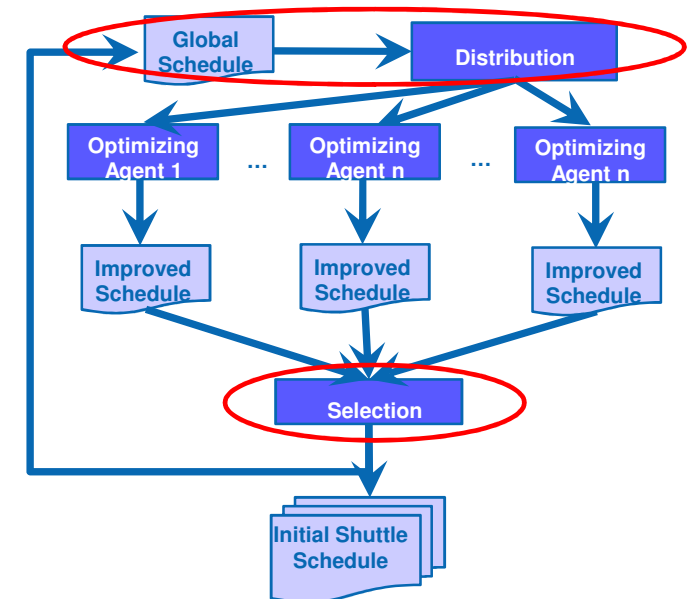 Global
Schedule
Distribution
Optimizing
Agent 1
...
Optimizing
Agent n
...
Optimizing
Agent n
Improved
Schedule
Improved
Schedule
Improved
Schedule
Selection
Initial Shuttle
Schedule